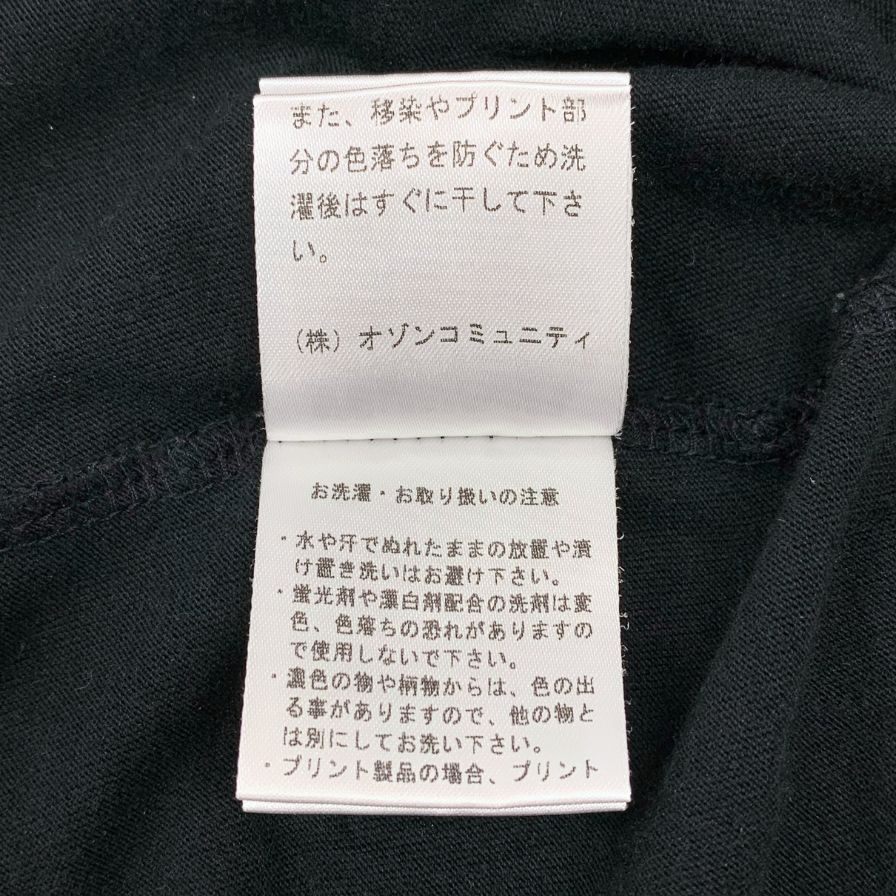 また、移染やプリント部
分の色落ちを防ぐため洗
濯後はすぐに干して下さ
い。
(株)オゾンコミュニティ
お洗濯・お取り扱いの注意
・水や汗でぬれたままの放置や漬
け置き洗いはお避け下さい。
・蛍光剤や漂白剤配合の洗剤は変
色、色落ちの恐れがありますの
で使用しないで下さい。
・濃色の物や柄物からは、色の出
る事がありますので、他の物と
は別にしてお洗い下さい。
・プリント製品の場合、プリント